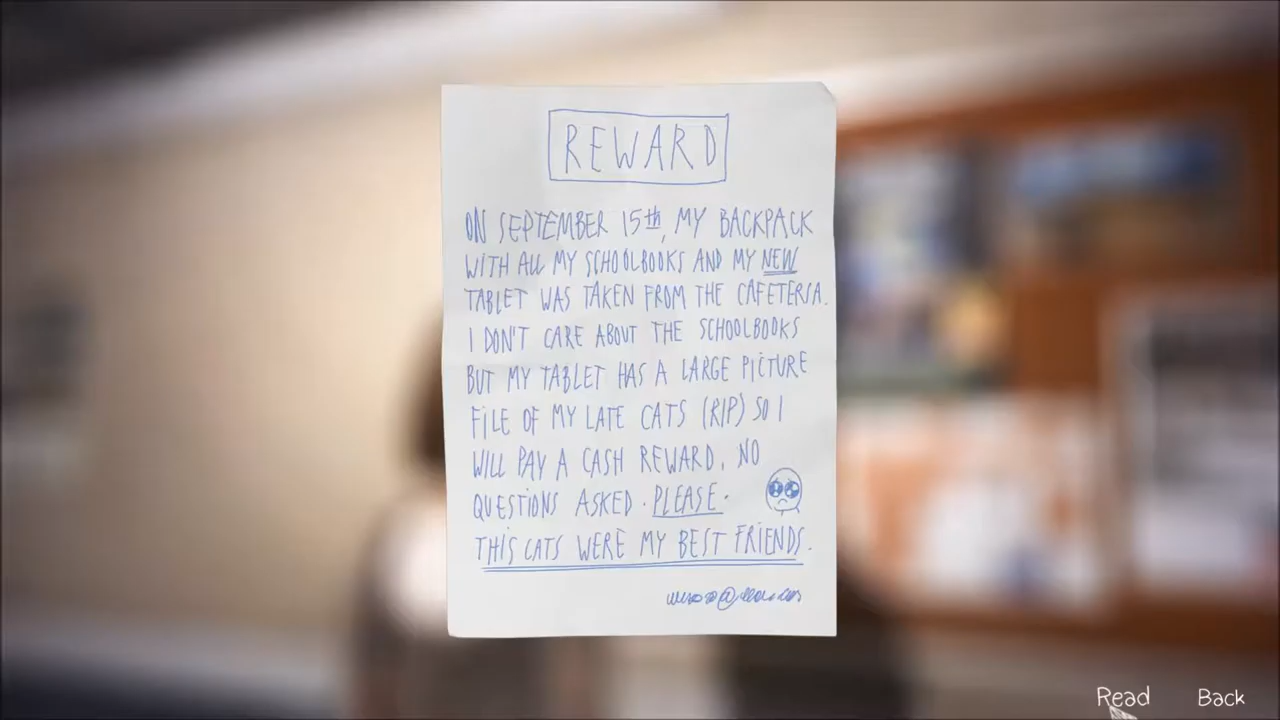 REWARD
ON SEPTEMBER 15th, MY BACKPACK
WITH ALL MY SCHOOLBOOKS AND MY NEW
TABLET WAS TAKEN FROM THE CAFETERIA.
I DON'T CARE ABOUT THE SCHOOLBOOKS
BUT MY TABLET HAS A LARGE PICTURE
FILE OF MY LATE CATS (RIP) SO I
WILL PAY A CASH REWARD, NO
QUESTIONS ASKED. PLEASE.
THIS CATS WERE MY BEST FRIENDS.
Read Back